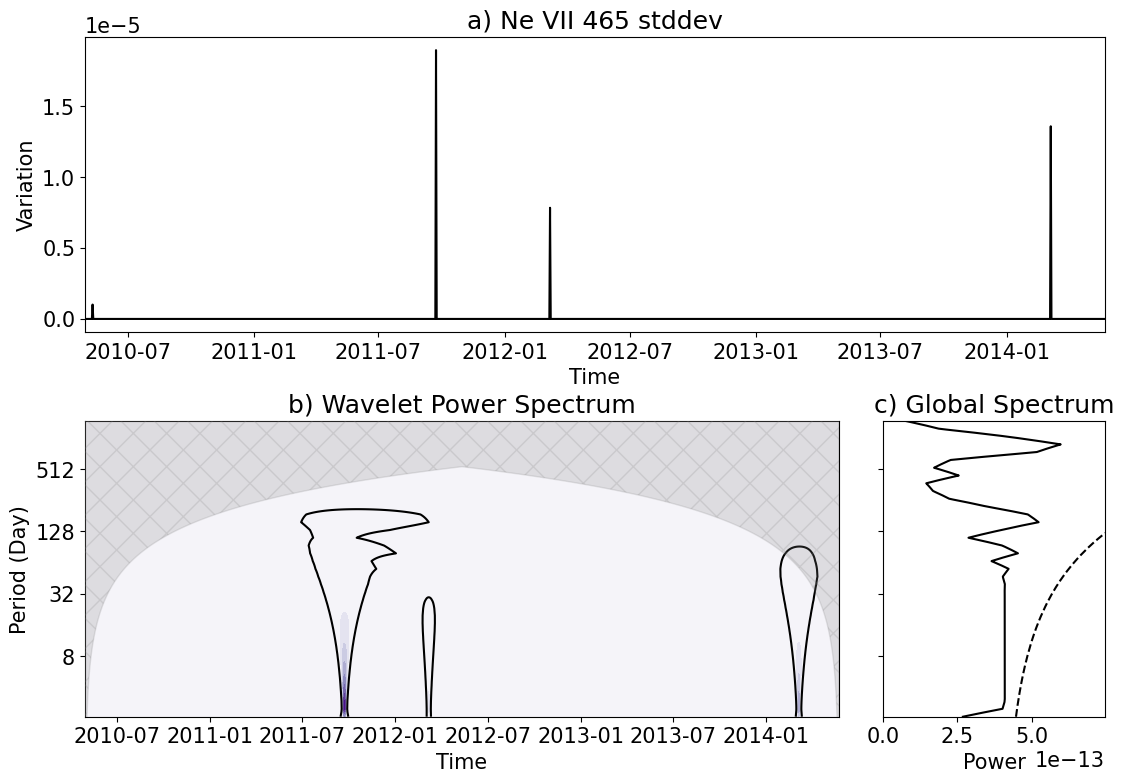 a) Ne VII 465 stddev
1e−5
Variation
1.5
1.0
0.5
0.0
2010-07 2011-01 2011-07 2012-01 2012-07 2013-01 2013-07 2014-01
Time
b) Wavelet Power Spectrum
c) Global Spectrum
Period (Day)
512
128
32
8
2010-07 2011-01 2011-07 2012-01 2012-07 2013-01 2013-07 2014-01
Time
0.0 2.5 5.0
Power 1e−13